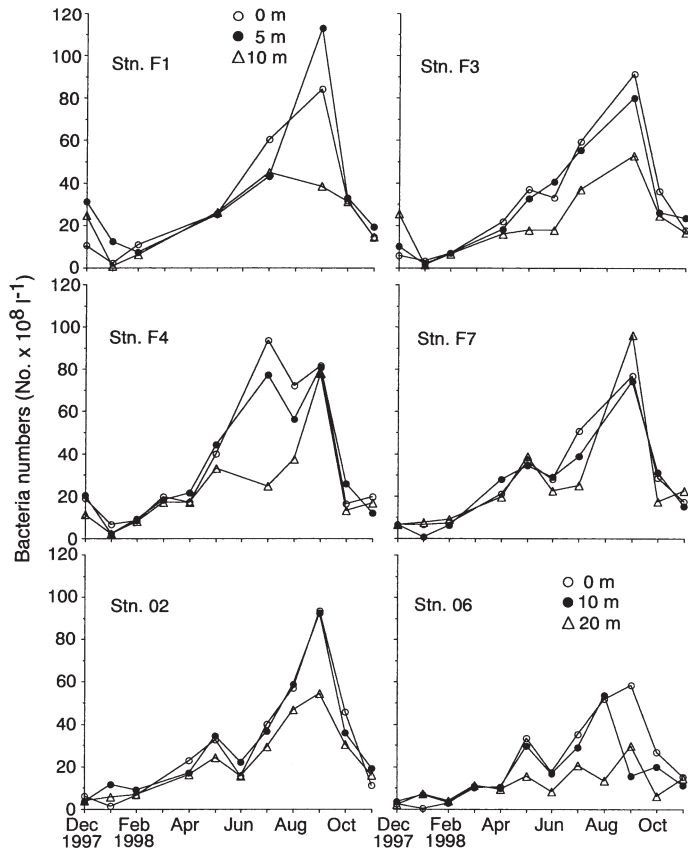 Bacteria numbers (No. x 10⁸ l⁻¹)
0 m
5 m
10 m
Stn. F1
120
100
80
60
40
20
0
Stn. F3
Stn. F4
120
100
80
60
40
20
0
Stn. F7
Stn. 02
120
100
80
60
40
20
0
Dec Feb Apr Jun Aug Oct
1997 1998
Stn. 06
0 m
10 m
20 m
Dec Feb Apr Jun Aug Oct
1997 1998